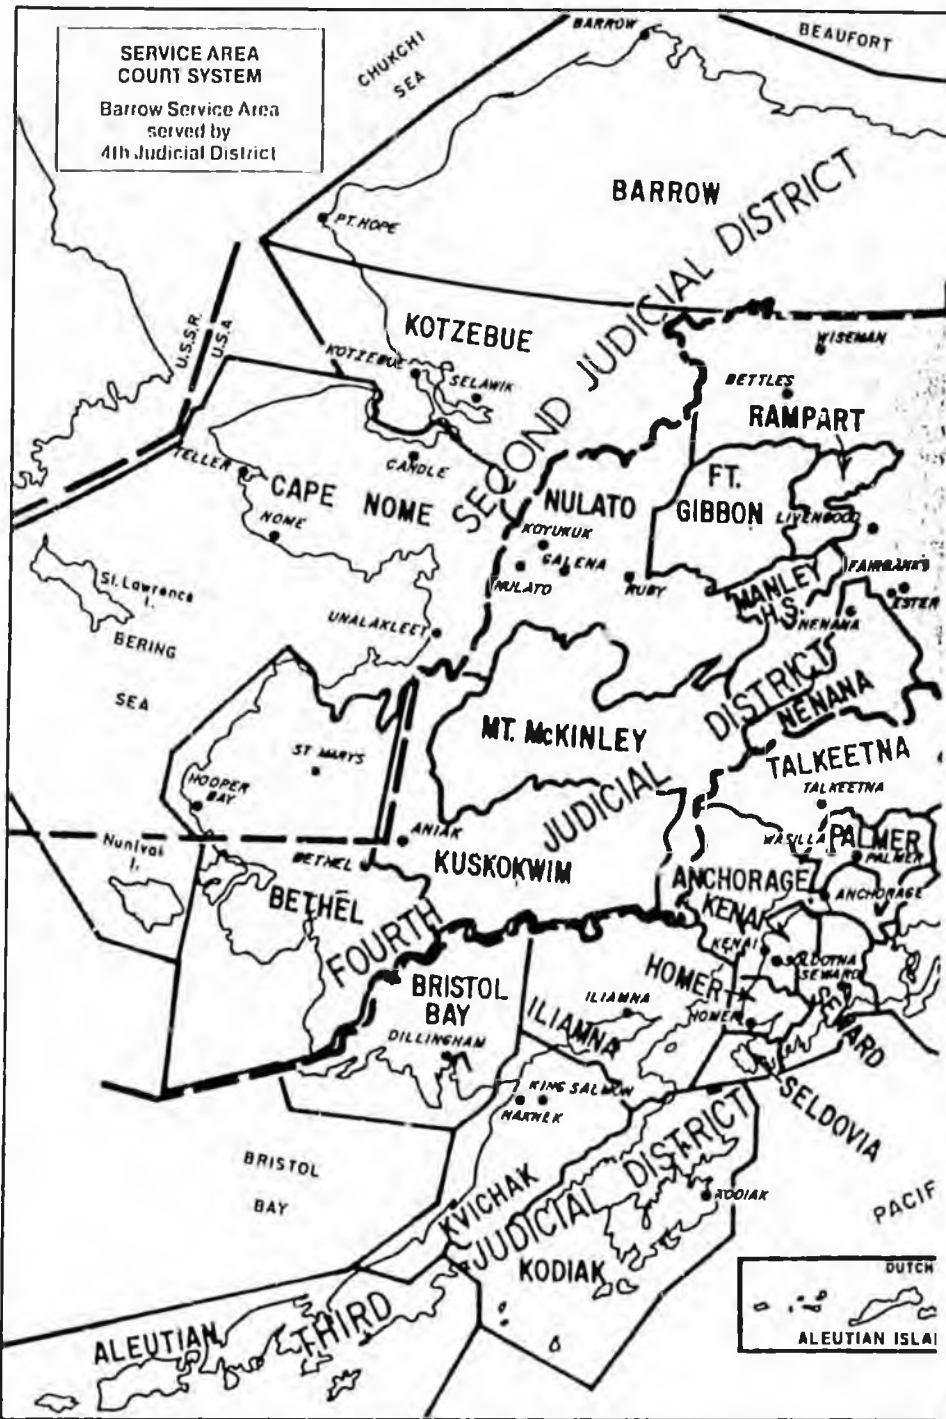 SERVICE AREA
COURT SYSTEM
Barrow Service Area
served by
4th Judicial District
CHUKCHI
SEA
BARROW
BEAUFORT
BARROW
PT. HOPE
SECOND JUDICIAL DISTRICT
U.S.S.R.
U.S.A
KOTZEBUE
KOTZEBUE
SELAWIK
WISEMAN
BETTLES
RAMPART
TELLER
CANDLE
CAPE NOME
NOME
NULATO
KOYUKUK
GALENA
NULATO
RUBY
FT.
GIBBON
LIVENGOOD
FAIRBANKS
ESTER
MANLEY
H.S.
NENANA
St. Lawrence
I.
BERING
SEA
UNALAKLEET
NENANA
MT. McKINLEY
TALKEETNA
TALKEETNA
ST MARYS
HOOPER
BAY
Nunivak
I.
ANIAK
BETHEL
KUSKOKWIM
WASILLA
PALMER
PALMER
ANCHORAGE
ANCHORAGE
BETHEL
FOURTH JUDICIAL DISTRICT
KENAI
KENAI
SOLDOTNA
SEWARD
HOMER
HOMER
SEWARD
BRISTOL
BAY
DILLINGHAM
ILIAMNA
ILIAMNA
SELDOVIA
KING SALMON
NAKNEK
BRISTOL
BAY
KVICHAK
THIRD JUDICIAL DISTRICT
KODIAK
KODIAK
PACIF
ALEUTIAN
DUTCH
ALEUTIAN ISLA